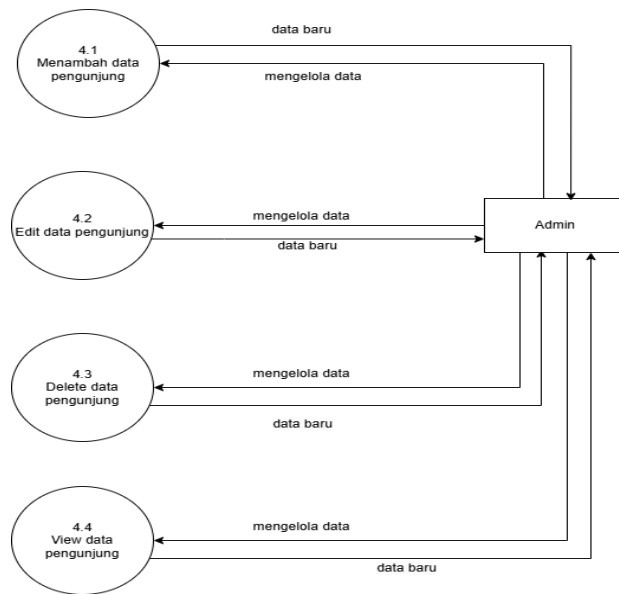 data baru
4.1
Menambah data
pengunjung
mengelola data
4.2
Edit data pengunjung
mengelola data
data baru
Admin
4.3
Delete data
pengunjung
mengelola data
data baru
4.4
View data
pengunjung
mengelola data
data baru